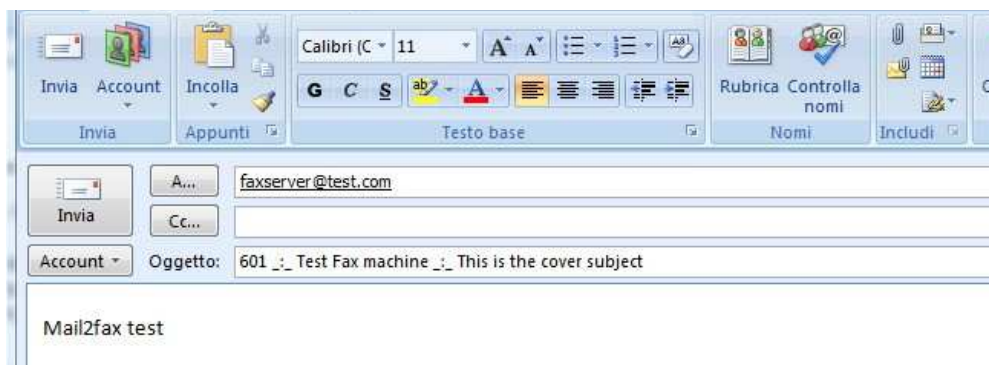 Calibri (C 11 A A
Invia Account Incolla G C S ab A Rubrica Controlla nomi
Invia Appunti Testo base Nomi Includi
A... faxserver@test.com
Invia
Cc...
Account Oggetto: 601 _:_ Test Fax machine _:_ This is the cover subject
Mail2fax test